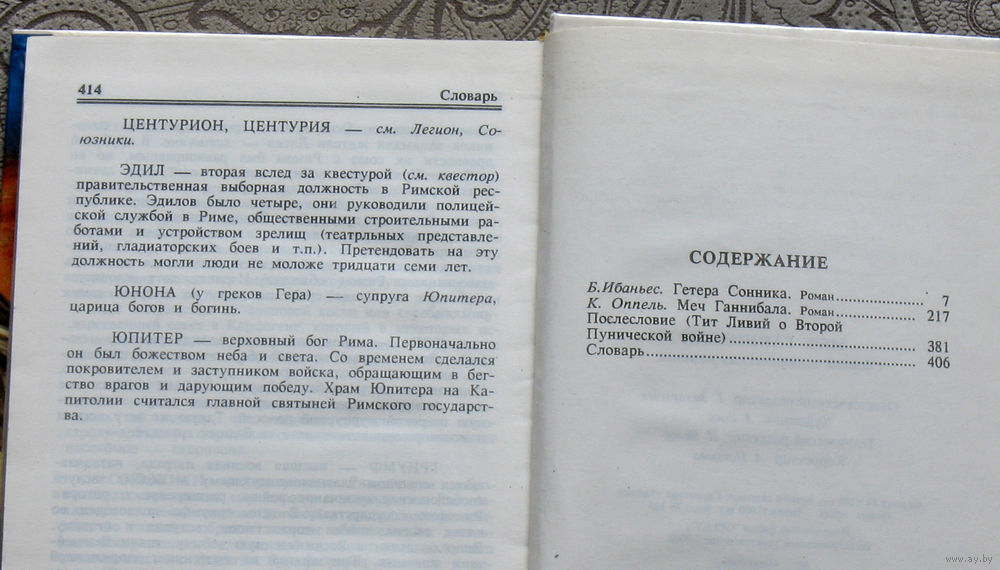 414
Словарь
ЦЕНТУРИОН, ЦЕНТУРИЯ — см. Легион, Со-
юзники.
ЭДИЛ — вторая вслед за квестурой (см. квестор)
правительственная выборная должность в Римской рес-
публике. Эдилов было четыре, они руководили полицей-
ской службой в Риме, общественными строительными ра-
ботами и устройством зрелищ (театрльных представле-
ний, гладиаторских боев и т.п.). Претендовать на эту
должность могли люди не моложе тридцати семи лет.
ЮНОНА (у греков Гера) — супруга Юпитера,
царица богов и богинь.
ЮПИТЕР — верховный бог Рима. Первоначально
он был божеством неба и света. Со временем сделался
покровителем и заступником войска, обращающим в бег-
ство врагов и дарующим победу. Храм Юпитера на Ка-
питолии считался главной святыней Римского государст-
ва.
СОДЕРЖАНИЕ
Б.Ибаньес. Гетера Сонника. Роман.................. 7
К. Оппель. Меч Ганнибала. Роман.................. 217
Послесловие (Тит Ливий о Второй
Пунической войне)...................................... 381
Словарь........................................................ 406
www.ay.by